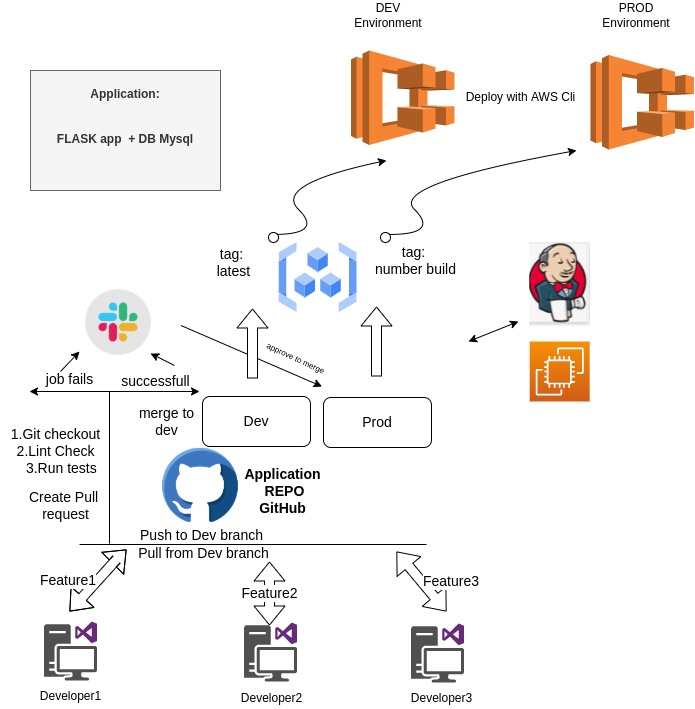 DEV
Environment
PROD
Environment
Application:
FLASK app + DB Mysql
Deploy with AWS Cli
tag:
latest
tag:
number build
approve to merge
job fails
successfull
merge to
dev
Dev
Prod
1.Git checkout
2.Lint Check
3.Run tests
Create Pull
request
Application
REPO
GitHub
Push to Dev branch
Pull from Dev branch
Feature1
Feature2
Feature3
Developer1
Developer2
Developer3